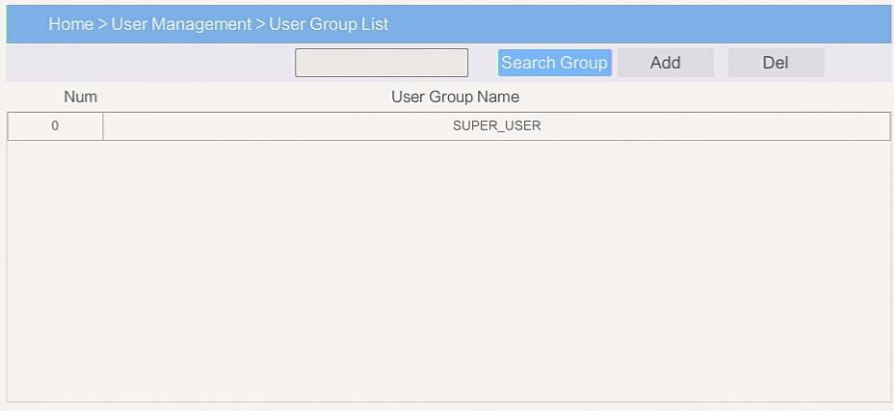 Home > User Management > User Group List
Search Group Add Del
Num User Group Name
0 SUPER_USER